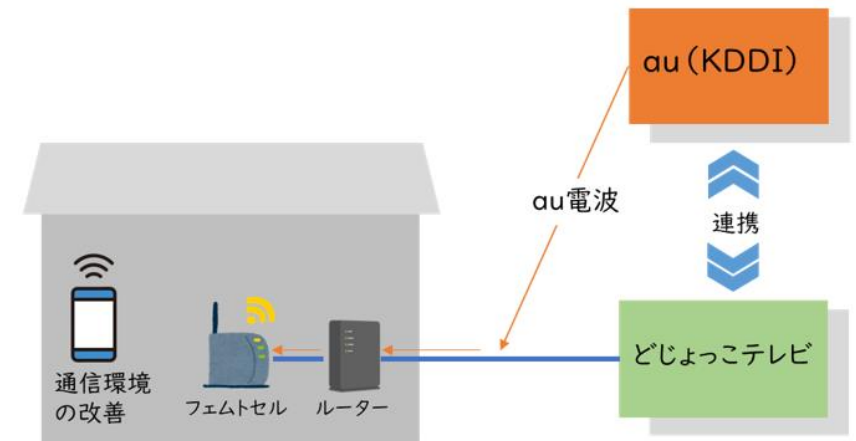 au(KDDI)
au電波
連携
どじょっこテレビ
通信環境
の改善
フェムトセル
ルーター